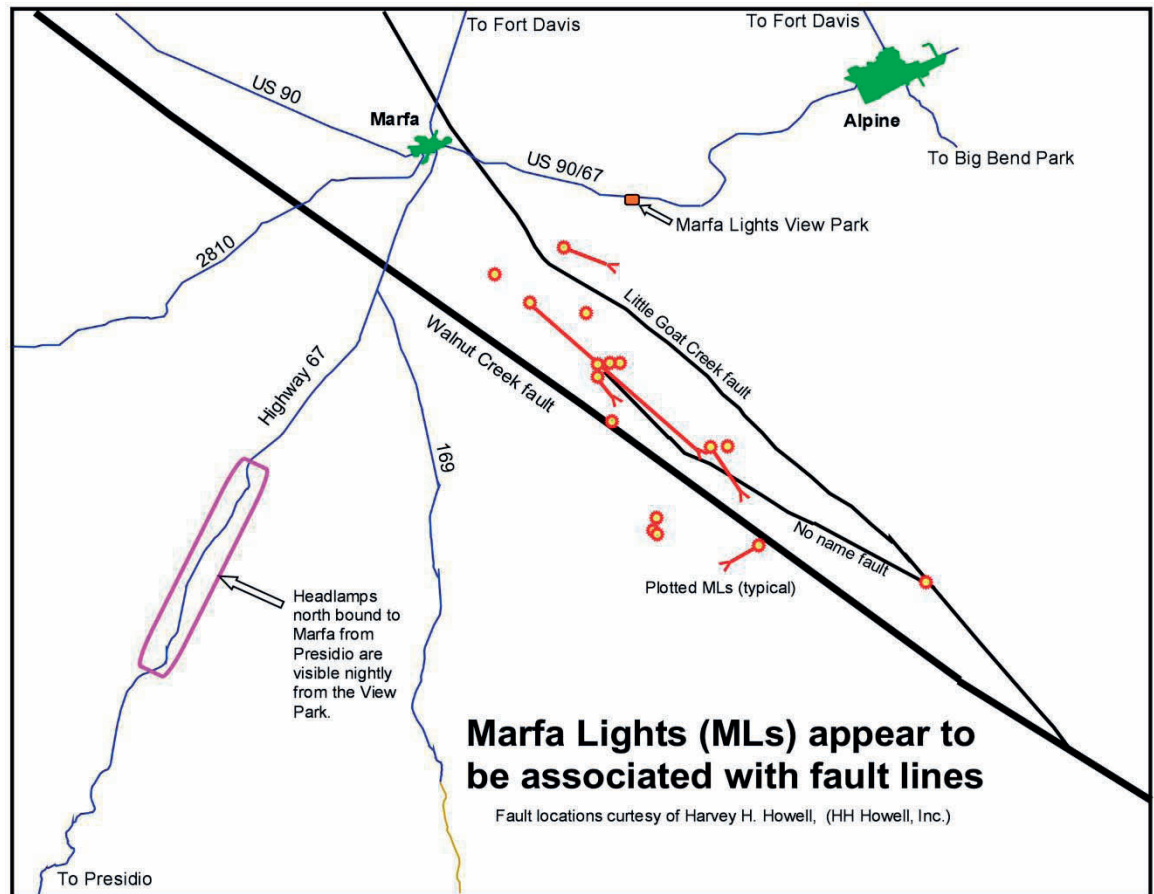 To Fort Davis
To Fort Davis
US 90
Marfa
Alpine
US 90/67
To Big Bend Park
Marfa Lights View Park
2810
Little Goat Creek fault
Walnut Creek fault
Highway 67
169
No name fault
Plotted MLs (typical)
Headlamps
north bound to
Marfa from
Presidio are
visible nightly
from the View
Park.
Marfa Lights (MLs) appear to
be associated with fault lines
Fault locations curtesy of Harvey H. Howell, (HH Howell, Inc.)
To Presidio